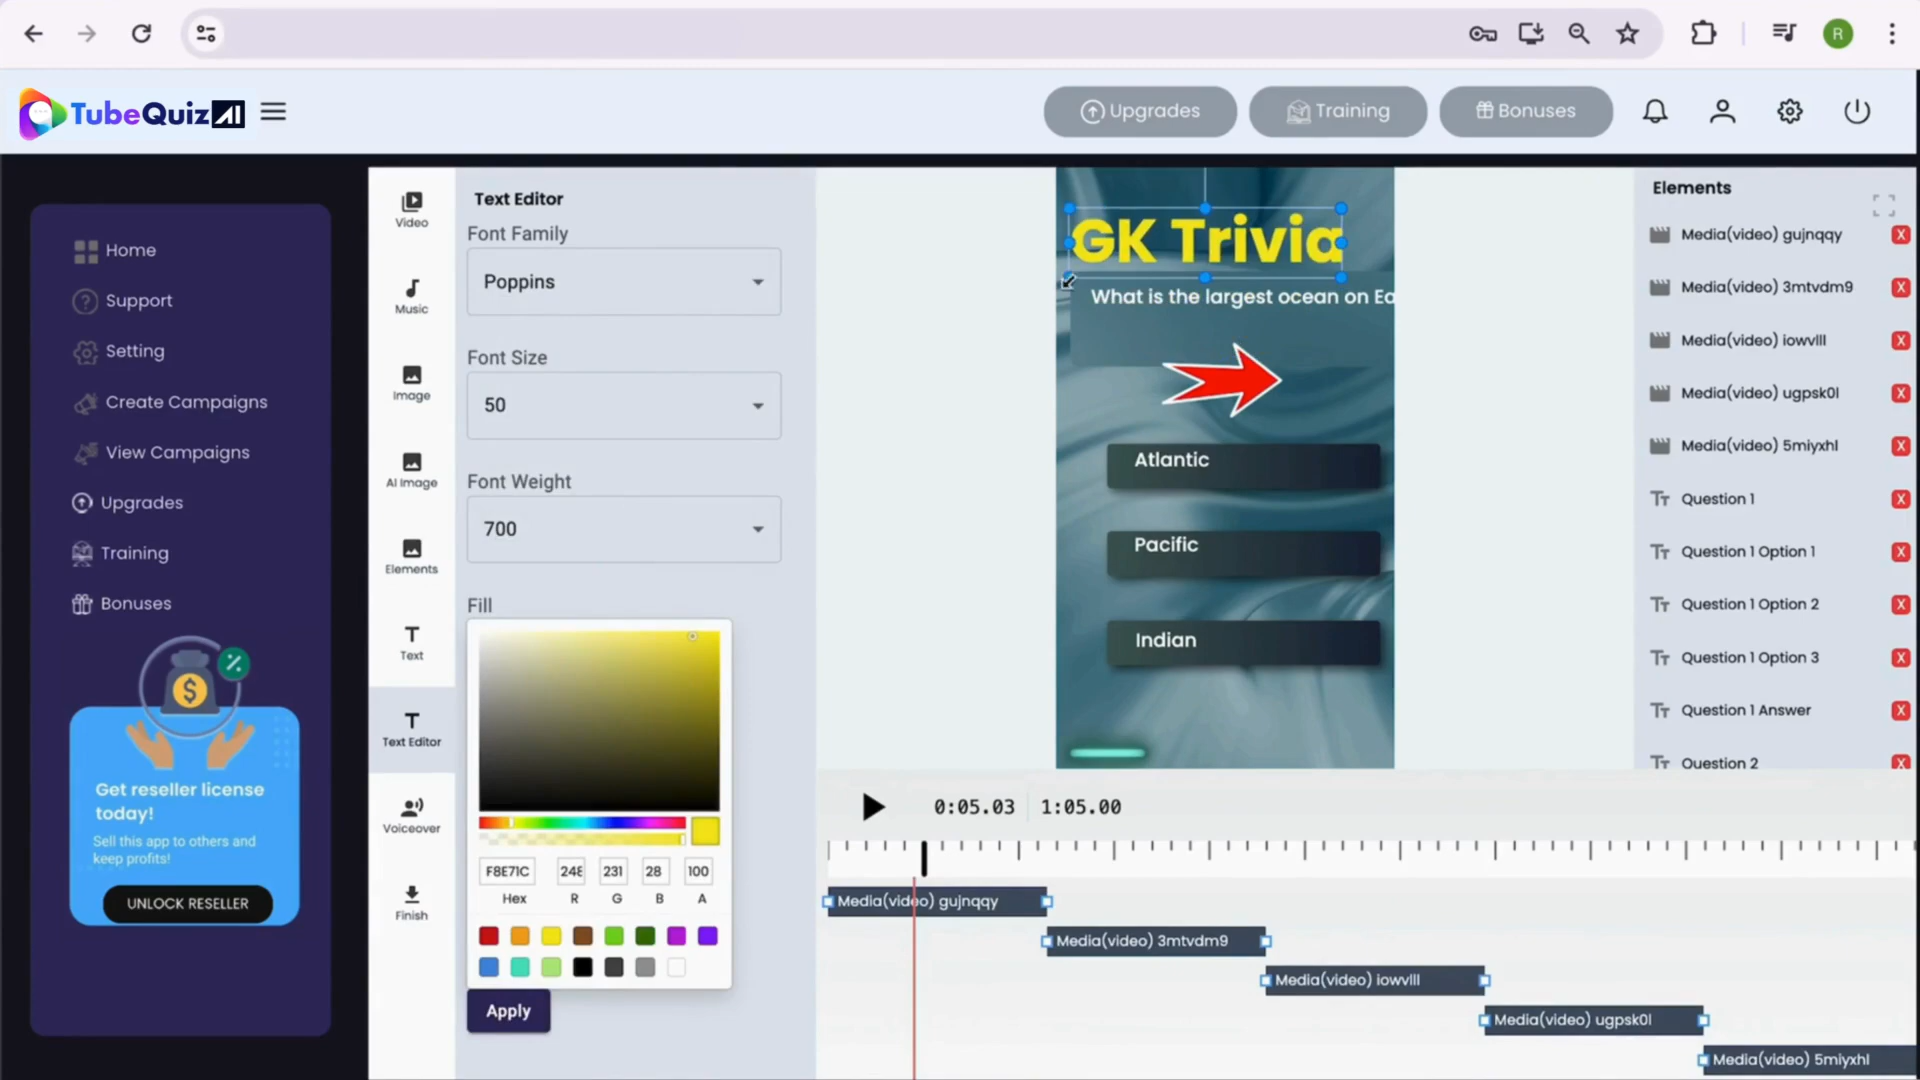 R
TubeQuiz AI
Upgrades
Training
Bonuses
Home
Support
Setting
Create Campaigns
View Campaigns
Upgrades
Training
Bonuses
$
%
Get reseller license
today!
Sell this app to others and
keep profits!
UNLOCK RESELLER
Video
Music
Image
AI Image
Elements
T
Text
T
Text Editor
Voiceover
Finish
Text Editor
Font Family
Poppins
Font Size
50
Font Weight
700
Fill
F8E71C
248
231
28
100
Hex
R
G
B
A
Apply
GK Trivia
What is the largest ocean on Ea
Atlantic
Pacific
Indian
Elements
Media(video) gujnqqy X
Media(video) 3mtvdm9 X
Media(video) iowvlll X
Media(video) ugpsk0l X
Media(video) 5miyxhl X
Tт Question 1 X
Tт Question 1 Option 1 X
Tт Question 1 Option 2 X
Tт Question 1 Option 3 X
Tт Question 1 Answer X
Tт Question 2 X
0:05.03
1:05.00
Media(video) gujnqqy
Media(video) 3mtvdm9
Media(video) iowvlll
Media(video) ugpsk0l
Media(video) 5miyxhl